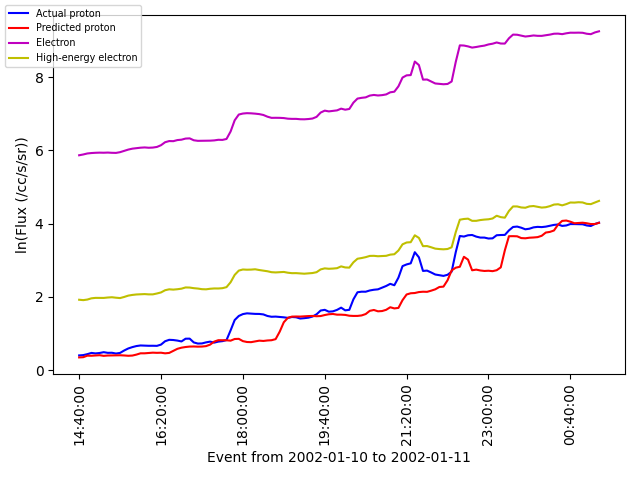 Actual proton
Predicted proton
Electron
High-energy electron
ln(Flux (/cc/s/sr))
8
6
4
2
0
14:40:00
16:20:00
18:00:00
19:40:00
21:20:00
23:00:00
00:40:00
Event from 2002-01-10 to 2002-01-11